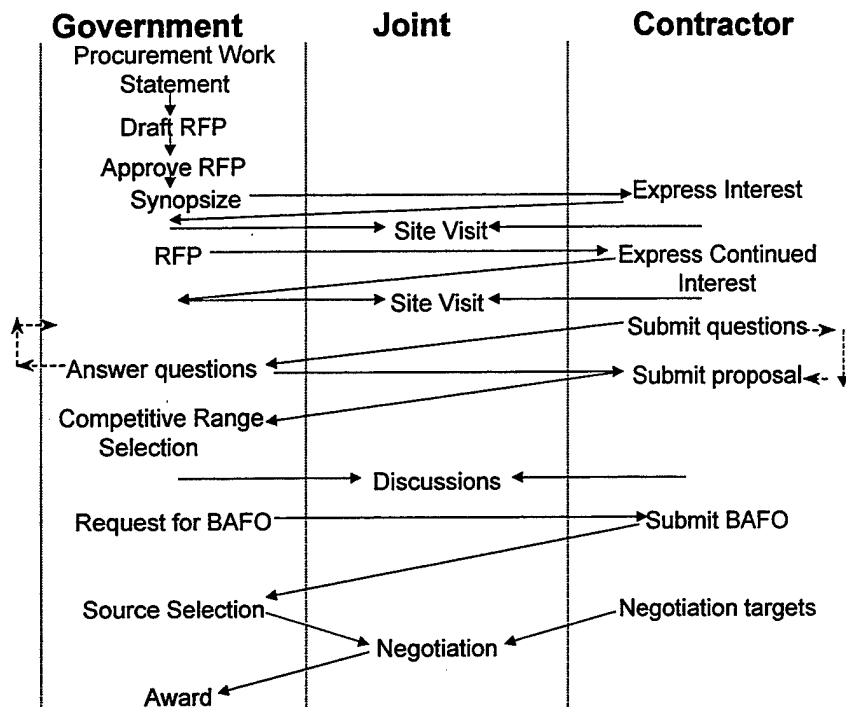 Government Joint Contractor
Procurement Work
Statement
Draft RFP
Approve RFP
Synopsize Express Interest
Site Visit
RFP Express Continued
Interest
Site Visit
Submit questions
Answer questions Submit proposal
Competitive Range
Selection
Discussions
Request for BAFO Submit BAFO
Source Selection Negotiation targets
Negotiation
Award